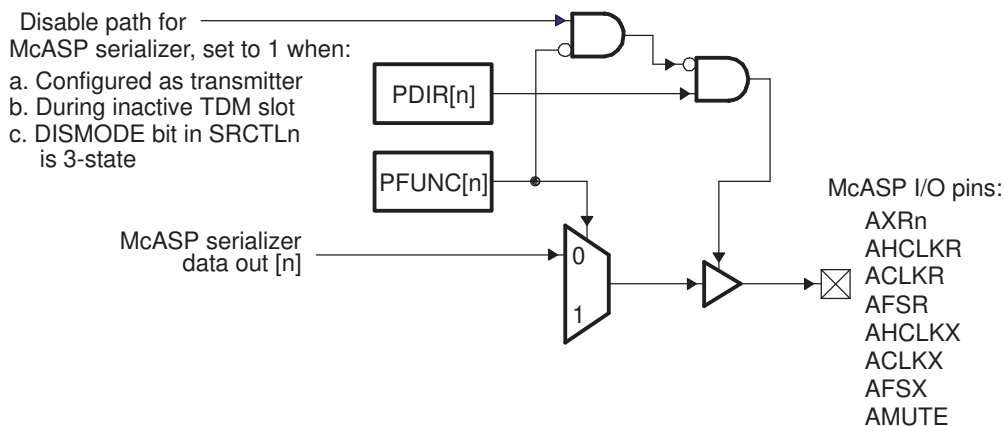 Disable path for
McASP serializer, set to 1 when:
a. Configured as transmitter
b. During inactive TDM slot
c. DISMODE bit in SRCTLn
is 3-state
PDIR[n]
PFUNC[n]
McASP serializer
data out [n]
0
1
McASP I/O pins:
AXRn
AHCLKR
ACLKR
AFSR
AHCLKX
ACLKX
AFSX
AMUTE